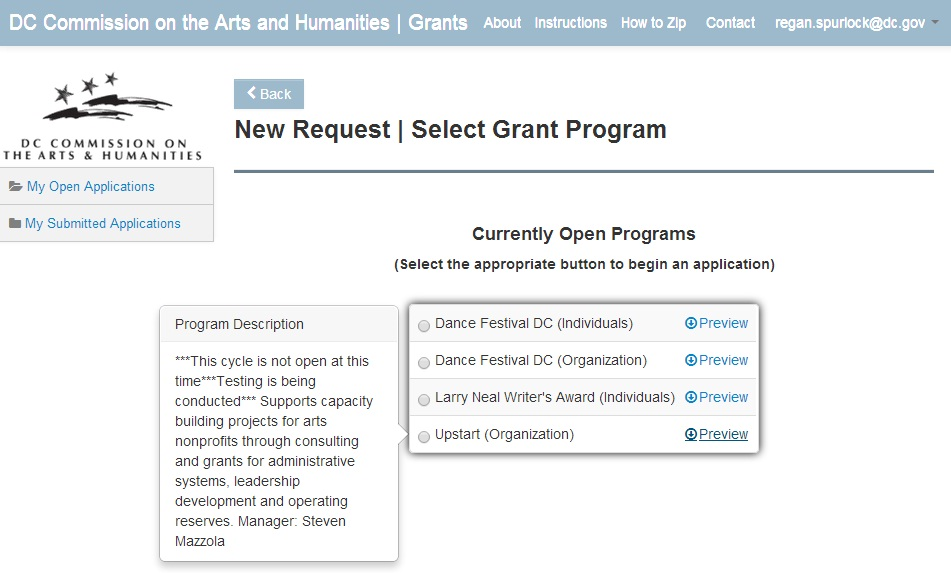 DC Commission on the Arts and Humanities | Grants About Instructions How to Zip Contact regan.spurlock@dc.gov
DC COMMISSION ON
THE ARTS & HUMANITIES
My Open Applications
My Submitted Applications
Back
New Request | Select Grant Program
Currently Open Programs
(Select the appropriate button to begin an application)
Program Description
***This cycle is not open at this
time***Testing is being
conducted*** Supports capacity
building projects for arts
nonprofits through consulting
and grants for administrative
systems, leadership
development and operating
reserves. Manager: Steven
Mazzola
Dance Festival DC (Individuals) Preview
Dance Festival DC (Organization) Preview
Larry Neal Writer's Award (Individuals) Preview
Upstart (Organization) Preview